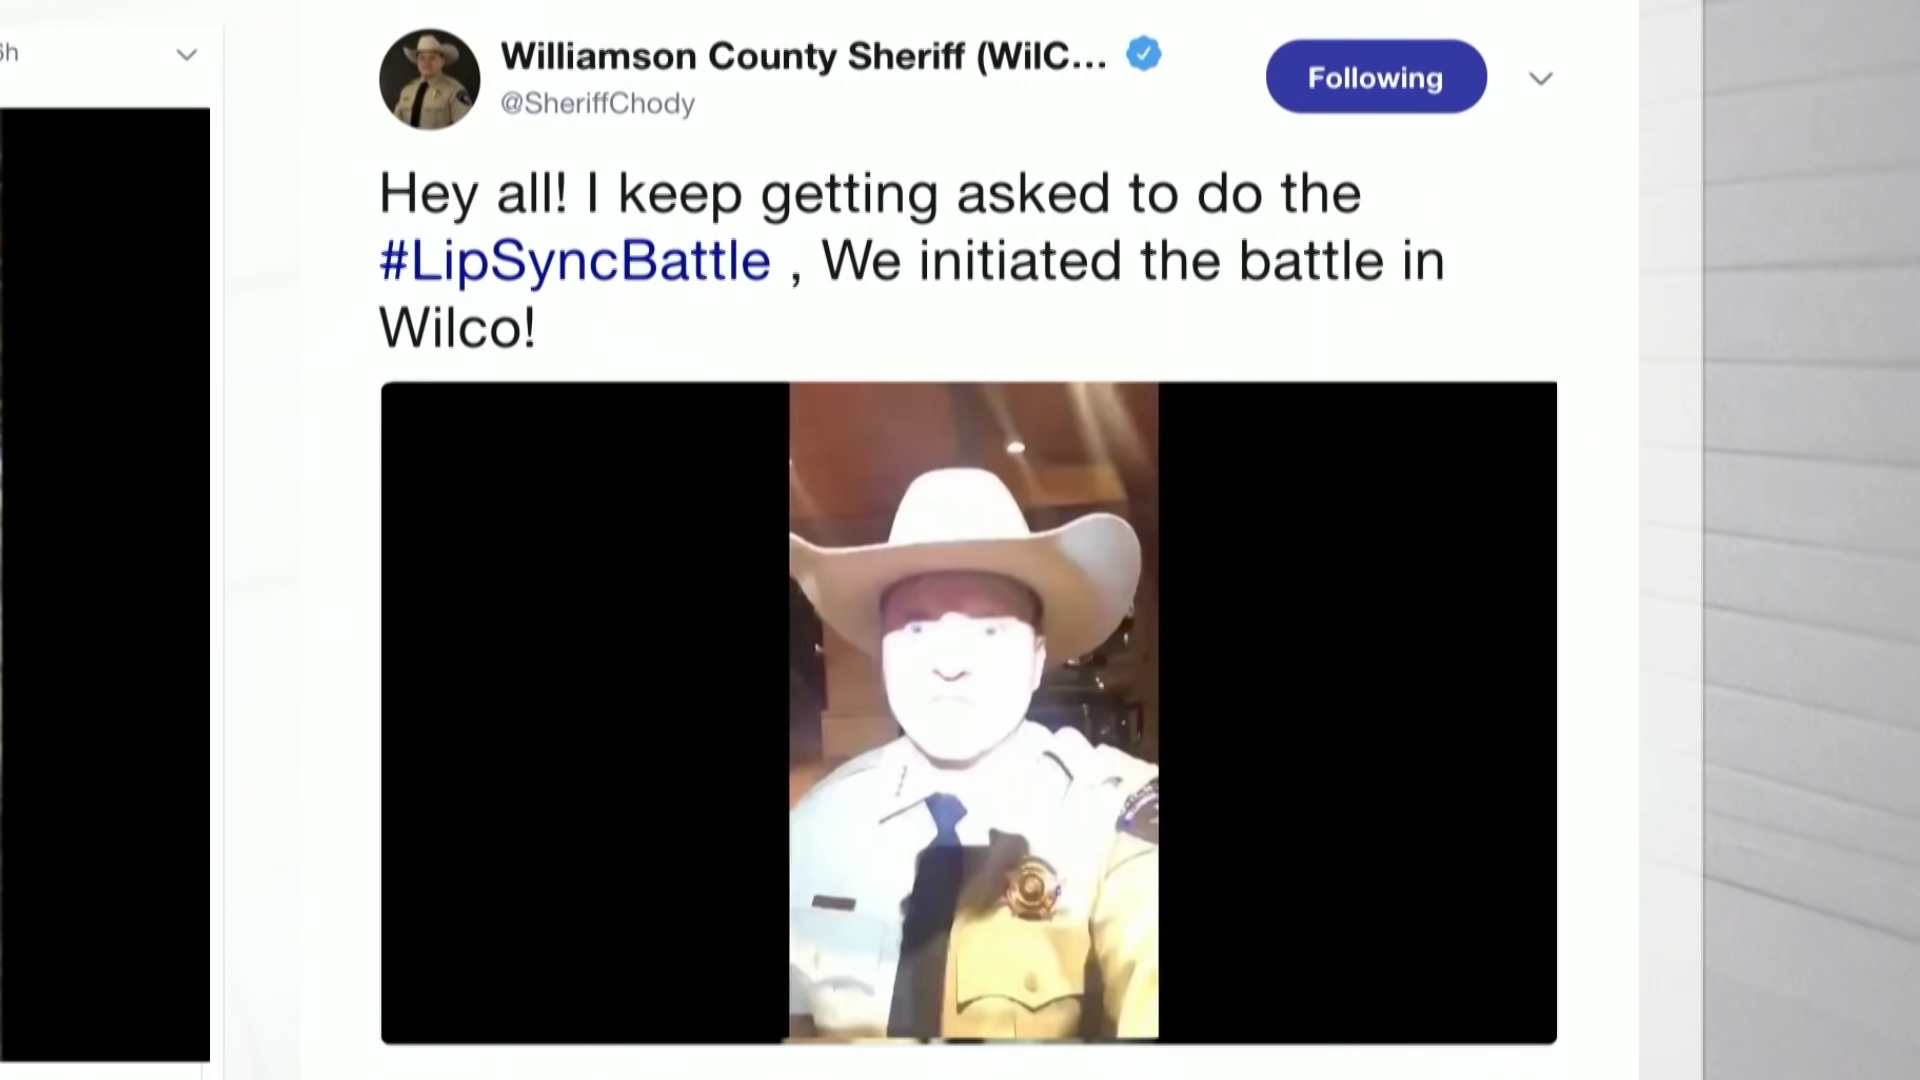 6h
Williamson County Sheriff (WilC...
@SheriffChody
Following
Hey all! I keep getting asked to do the
#LipSyncBattle , We initiated the battle in
Wilco!